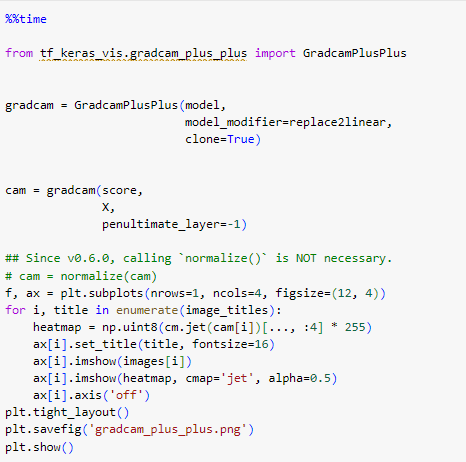 %%time
from tf_keras_vis.gradcam_plus_plus import GradcamPlusPlus
gradcam = GradcamPlusPlus(model,
                          model_modifier=replace2linear,
                          clone=True)
cam = gradcam(score,
              X,
              penultimate_layer=-1)
## Since v0.6.0, calling `normalize()` is NOT necessary.
# cam = normalize(cam)
f, ax = plt.subplots(nrows=1, ncols=4, figsize=(12, 4))
for i, title in enumerate(image_titles):
    heatmap = np.uint8(cm.jet(cam[i])[..., :4] * 255)
    ax[i].set_title(title, fontsize=16)
    ax[i].imshow(images[i])
    ax[i].imshow(heatmap, cmap='jet', alpha=0.5)
    ax[i].axis('off')
plt.tight_layout()
plt.savefig('gradcam_plus_plus.png')
plt.show()